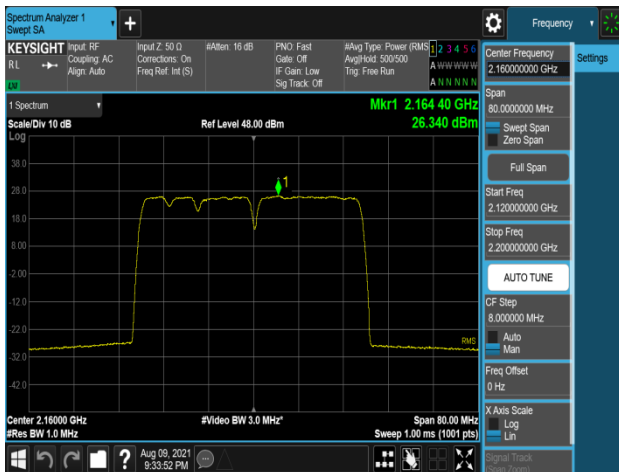 Spectrum Analyzer 1
Swept SA
Frequency
KEYSIGHT
RL
LXI
Input: RF
Coupling: AC
Align: Auto
Input Z: 50 Ω
Corrections: On
Freq Ref: Int (S)
#Atten: 16 dB
PNO: Fast
Gate: Off
IF Gain: Low
Sig Track: Off
#Avg Type: Power (RMS
Avg|Hold: 500/500
Trig: Free Run
1 2 3 4 5 6
A W W W W W
A N N N N N
1 Spectrum
Scale/Div 10 dB
Log
Ref Level 48.00 dBm
Mkr1 2.164 40 GHz
26.340 dBm
38.0
28.0
18.0
8.00
-2.00
-12.0
-22.0
-32.0
-42.0
1
RMS
Center 2.16000 GHz
#Res BW 1.0 MHz
#Video BW 3.0 MHz*
Span 80.00 MHz
Sweep 1.00 ms (1001 pts)
Aug 09, 2021
9:33:52 PM
?
Center Frequency
2.160000000 GHz
Settings
Span
80.0000000 MHz
Swept Span
Zero Span
Full Span
Start Freq
2.120000000 GHz
Stop Freq
2.200000000 GHz
AUTO TUNE
CF Step
8.000000 MHz
Auto
Man
Freq Offset
0 Hz
X Axis Scale
Log
Lin
Signal Track
(Span Zoom)